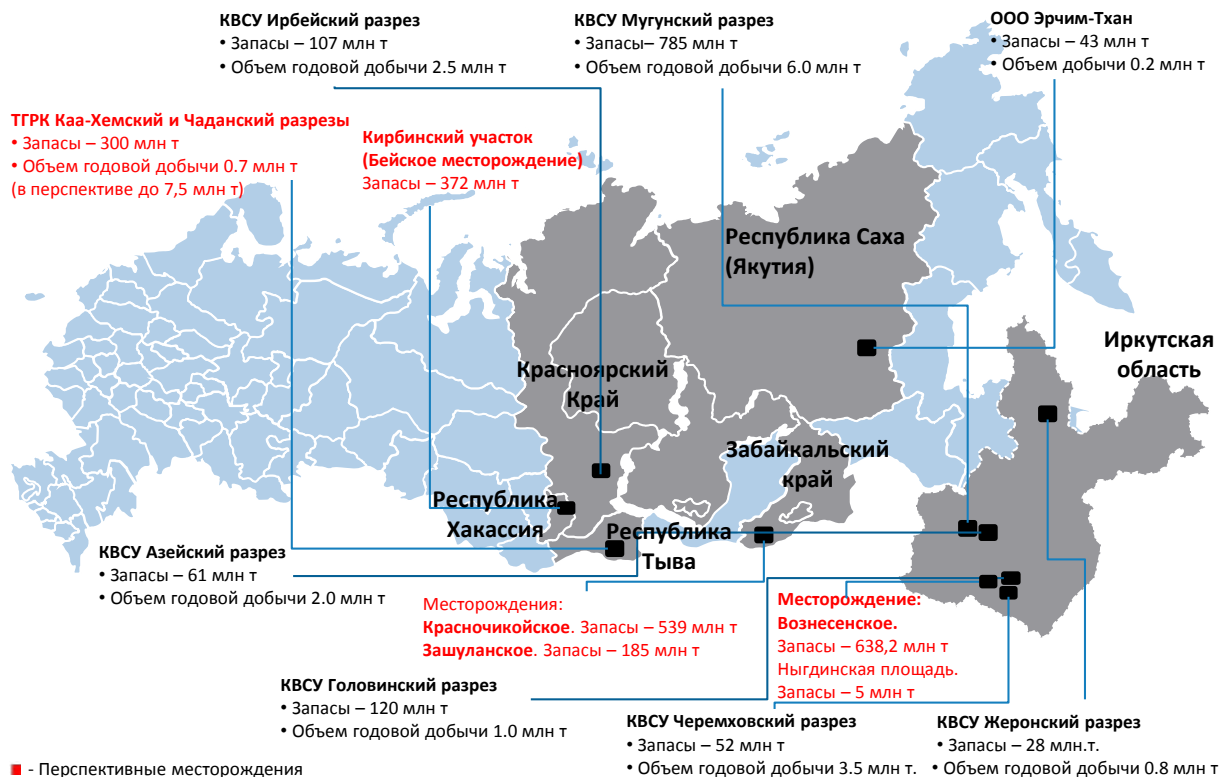 КВСУ Ирбейский разрез
• Запасы – 107 млн т
• Объем годовой добычи 2.5 млн т
КВСУ Мугунский разрез
• Запасы– 785 млн т
• Объем годовой добычи 6.0 млн т
ООО Эрчим-Тхан
• Запасы – 43 млн т
• Объем добычи 0.2 млн т
ТГРК Каа-Хемский и Чаданский разрезы
• Запасы – 300 млн т
• Объем годовой добычи 0.7 млн т
(в перспективе до 7,5 млн т)
Кирбинский участок
(Бейское месторождение)
Запасы – 372 млн т
Республика Саха
(Якутия)
Иркутская
область
Красноярский
Край
Забайкальский
край
Республика
Хакассия
Республика
Тыва
КВСУ Азейский разрез
• Запасы – 61 млн т
• Объем годовой добычи 2.0 млн т
Месторождения:
Красночикойское. Запасы – 539 млн т
Зашуланское. Запасы – 185 млн т
Месторождение:
Вознесенское.
Запасы – 638,2 млн т
Ныгдинская площадь.
Запасы – 5 млн т
КВСУ Головинский разрез
• Запасы – 120 млн т
• Объем годовой добычи 1.0 млн т
КВСУ Черемховский разрез
• Запасы – 52 млн т
• Объем годовой добычи 3.5 млн т.
КВСУ Жеронский разрез
• Запасы – 28 млн.т.
• Объем годовой добычи 0.8 млн т
- Перспективные месторождения